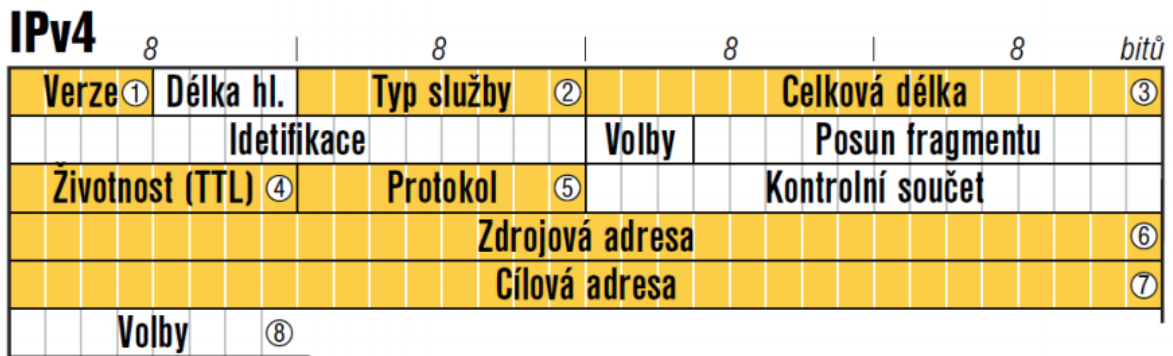 IPv4
8 8 8 8 bitů
Verze ① Délka hl. Typ služby ② Celková délka ③
Idetifikace Volby Posun fragmentu
Životnost (TTL) ④ Protokol ⑤ Kontrolní součet
Zdrojová adresa ⑥
Cílová adresa ⑦
Volby ⑧